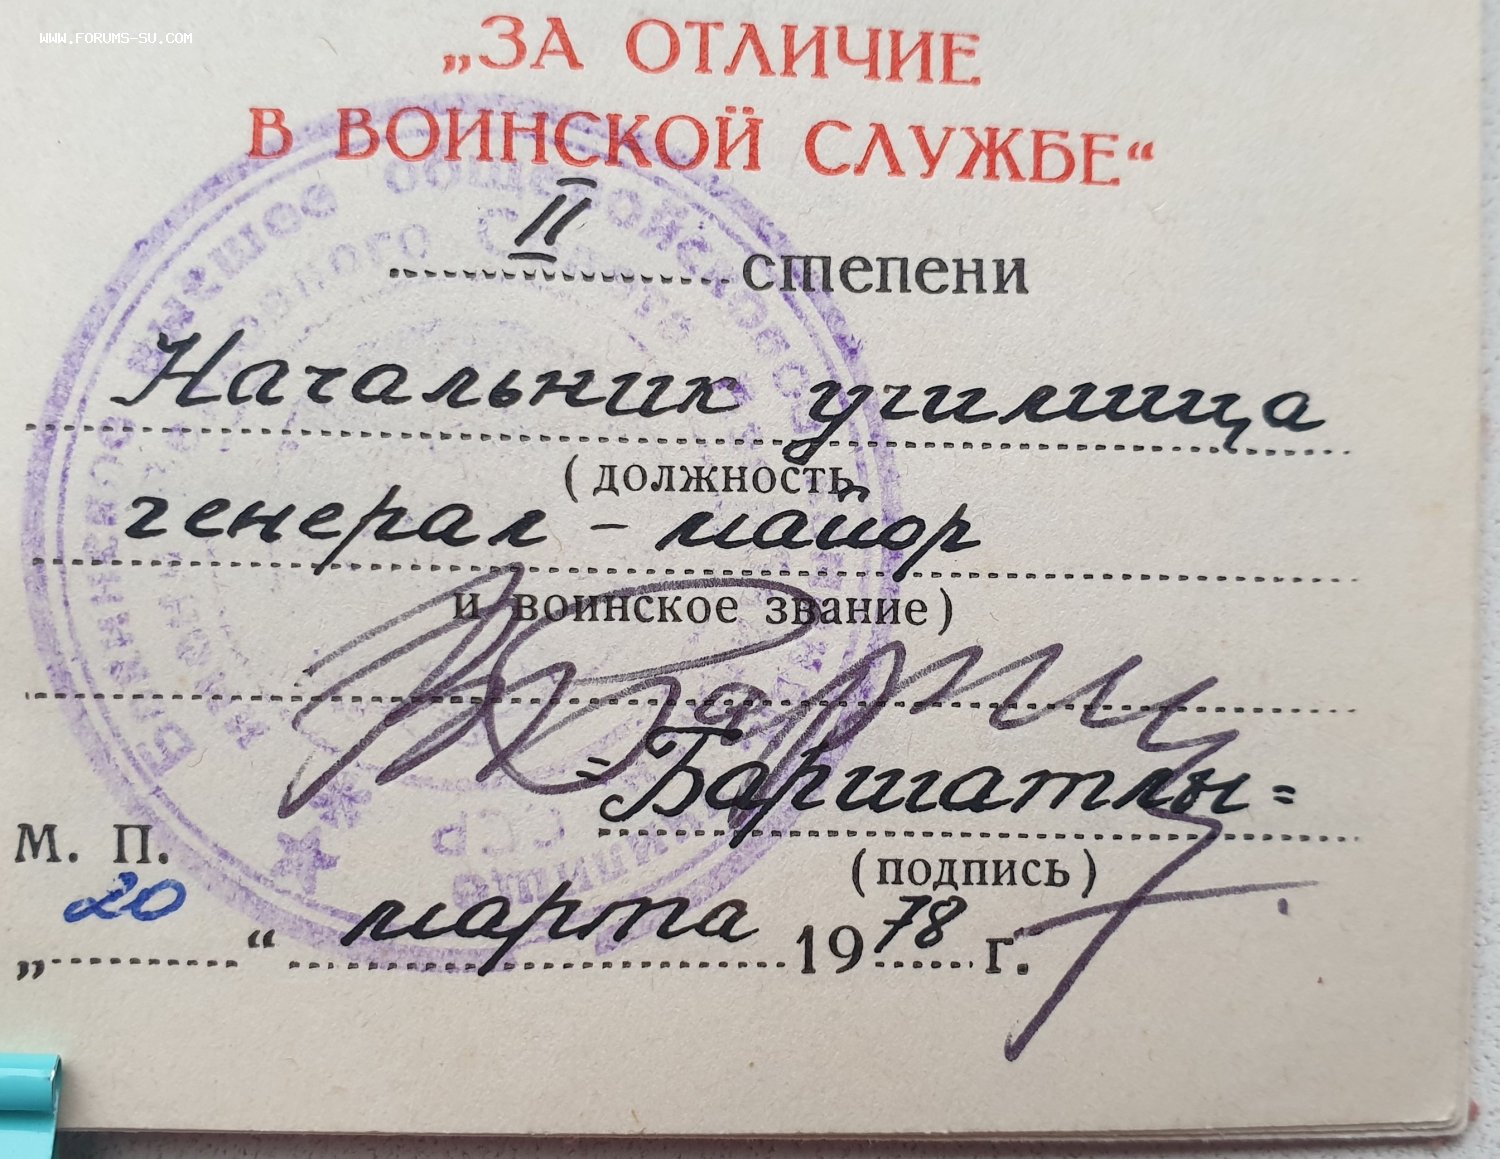 WWW.FORUMS-SU.COM
„ЗА ОТЛИЧИЕ
В ВОИНСКОЙ СЛУЖБЕ“
II степени
Начальник училища
(должность
генерал - майор
и воинское звание)
=Баршатлы=
(подпись)
М. П.
„20“ марта 1978 г.